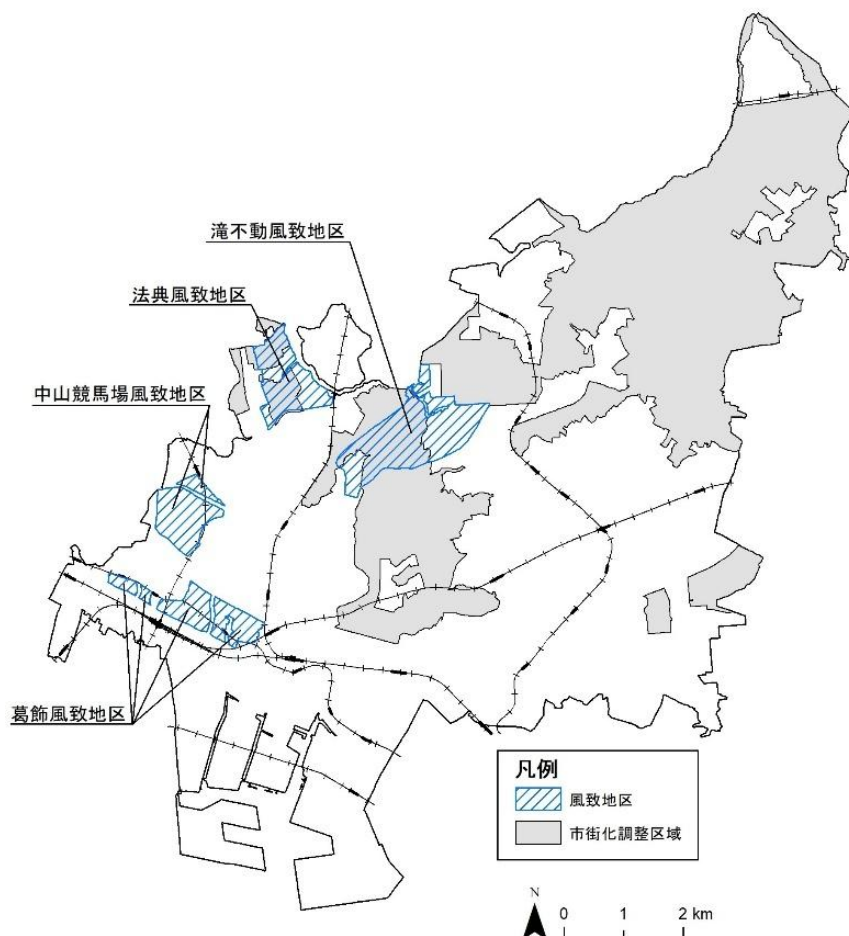 滝不動風致地区
法典風致地区
中山競馬場風致地区
葛飾風致地区
凡例
風致地区
市街化調整区域
N
0 1 2 km